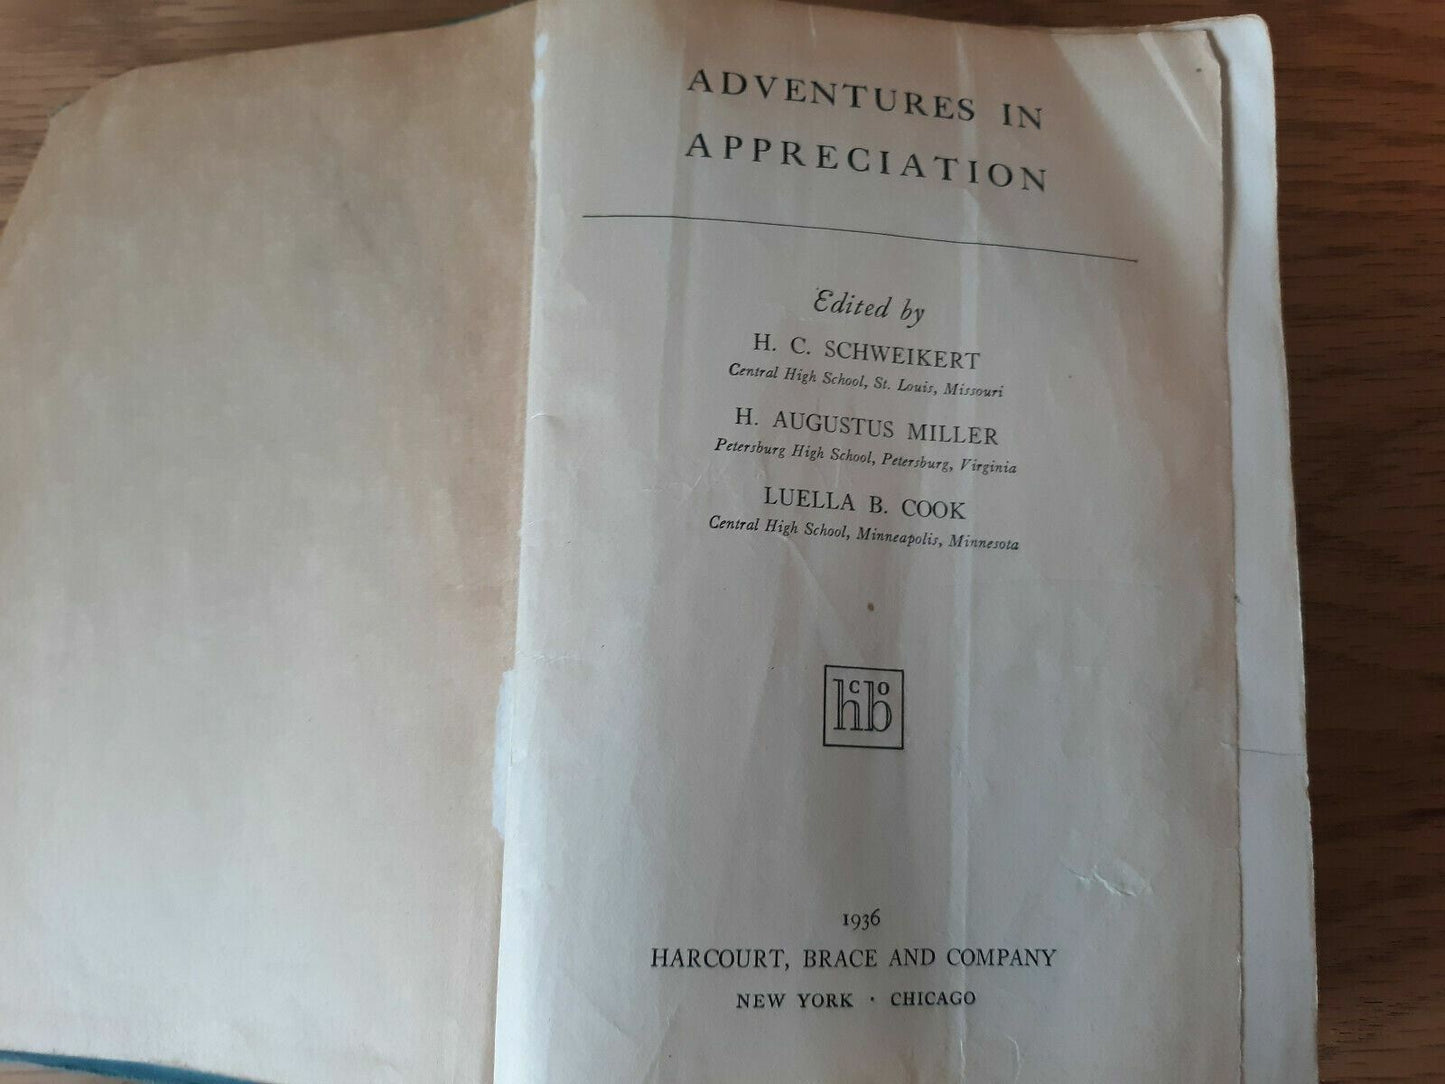 ADVENTURES IN
APPRECIATION
Edited by
H. C. SCHWEIKERT
Central High School, St. Louis, Missouri
H. AUGUSTUS MILLER
Petersburg High School, Petersburg, Virginia
LUELLA B. COOK
Central High School, Minneapolis, Minnesota
hcbo
1936
HARCOURT, BRACE AND COMPANY
NEW YORK · CHICAGO